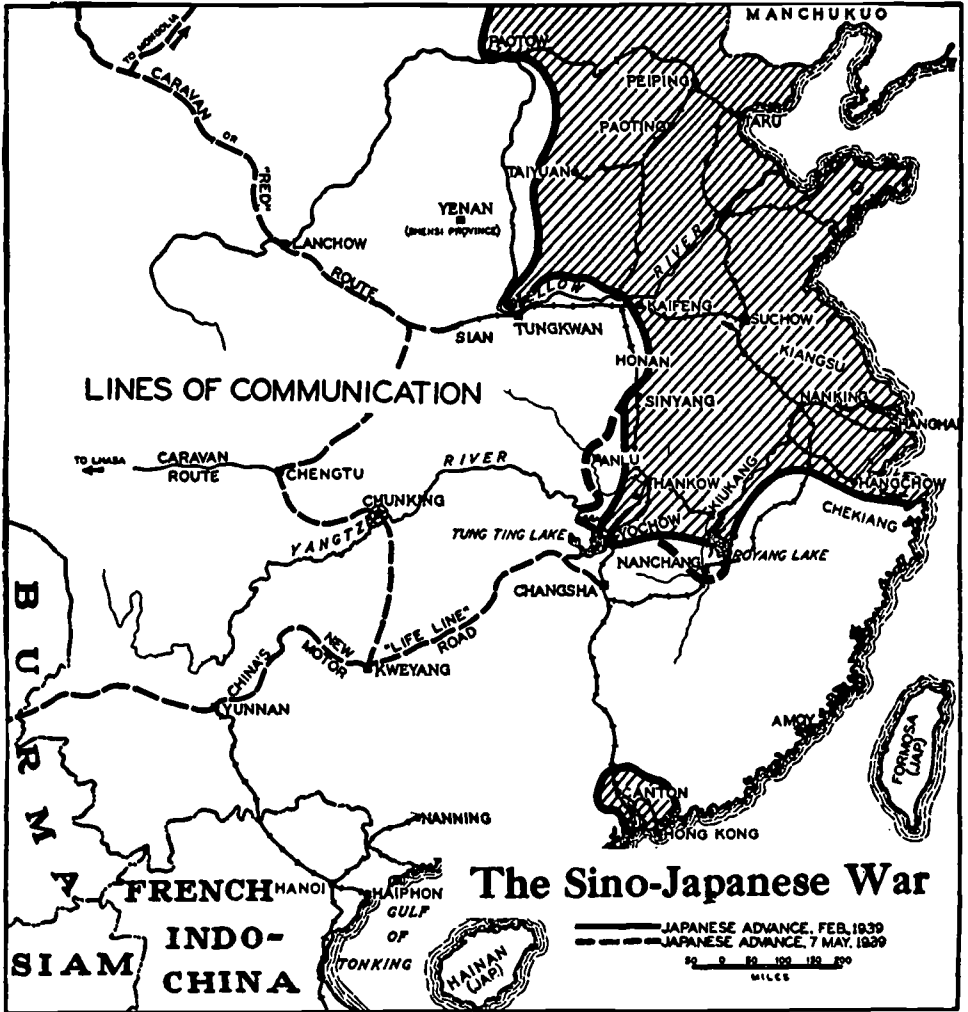 MANCHUKUO
PAOTOW
TO MONGOLIA
CARAVAN
OR
"RED"
ROUTE
PEIPING
TAKU
PAOTING
TAIYUAN
YENAN
(SHENSI PROVINCE)
LANCHOW
YELLOW
RIVER
KAIFENG
SUCHOW
SIAN
TUNGKWAN
HONAN
KIANGSU
LINES OF COMMUNICATION
SINYANG
NANKING
SHANGHAI
TO LHASA
CARAVAN
ROUTE
CHENGTU
RIVER
YANGTZE
CHUNKING
ANLU
HANKOW
KIUKANG
HANGCHOW
CHEKIANG
TUNG TING LAKE
YOCHOW
POYANG LAKE
NANCHANG
CHANGSHA
BURMA
CHINA'S
NEW
MOTOR
"LIFE LINE"
ROAD
KWEYANG
YUNNAN
AMOY
FORMOSA
(JAP)
CANTON
HONG KONG
NANNING
FRENCH
INDO-
CHINA
HANOI
HAIPHON
GULF
OF
TONKING
SIAM
HAINAN
(JAP)
The Sino-Japanese War
JAPANESE ADVANCE, FEB., 1939
JAPANESE ADVANCE, 7 MAY, 1939
50 0 50 100 150 200
MILES